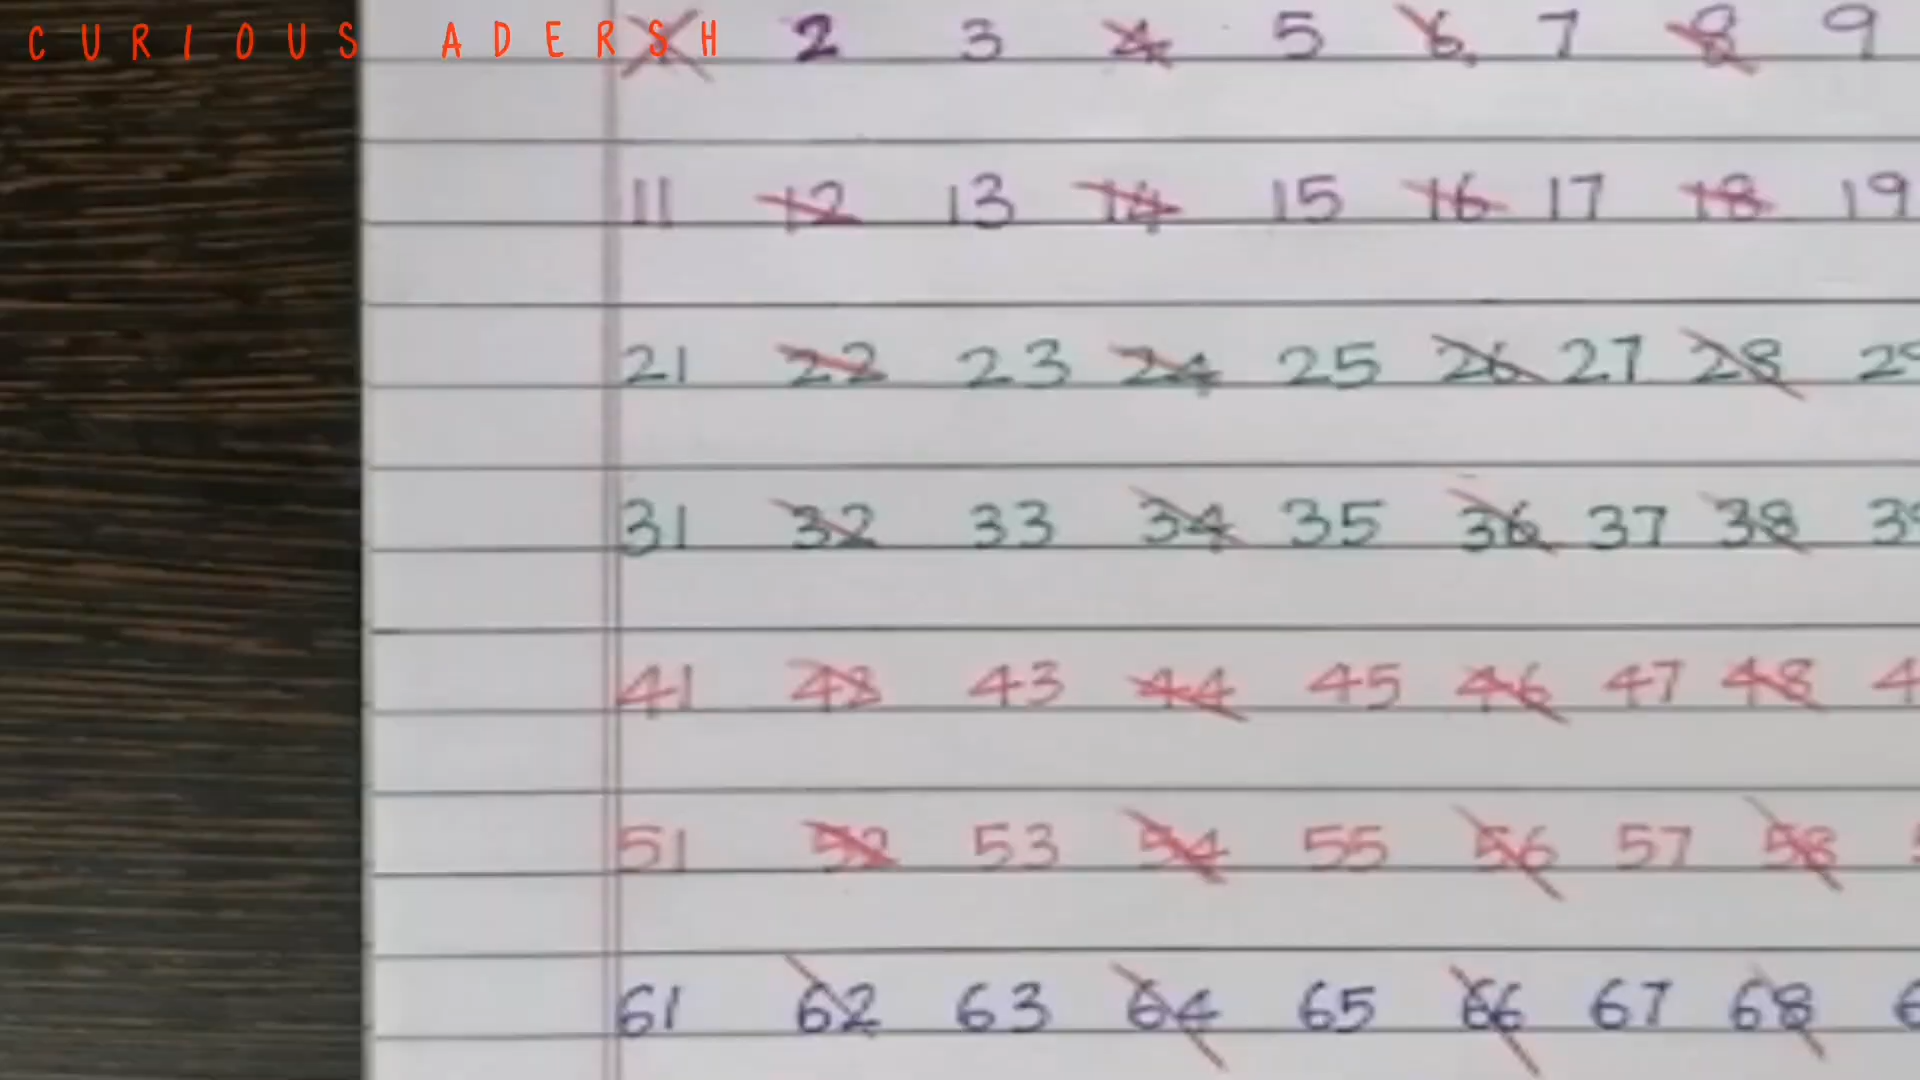 CURIOUS ADERSH
2 3 4 5 6 7 8 9
11 12 13 14 15 16 17 18 19
21 22 23 24 25 26 27 28
31 32 33 34 35 36 37 38
41 42 43 44 45 46 47 48
51 52 53 54 55 56 57 58
61 62 63 64 65 66 67 68